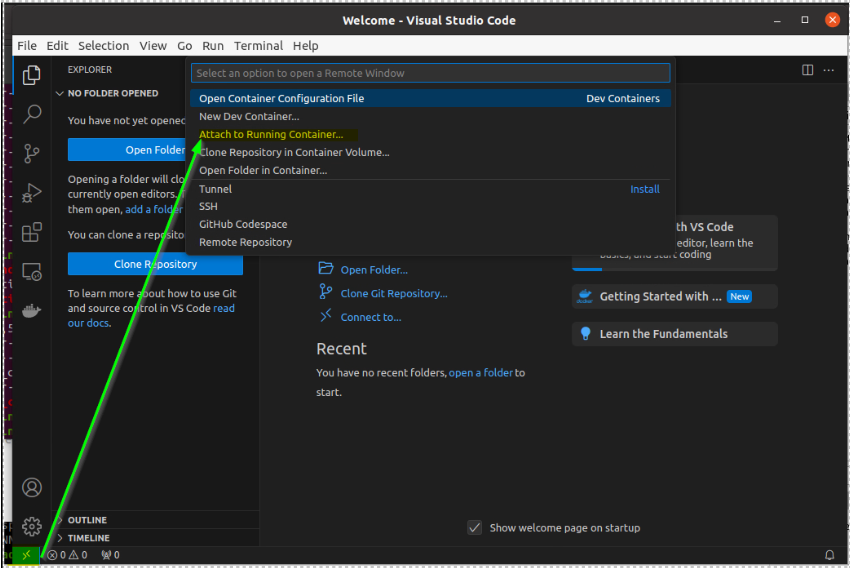 Welcome - Visual Studio Code
File Edit Selection View Go Run Terminal Help
EXPLORER
NO FOLDER OPENED
You have not yet opened
Open Folder
Opening a folder will clo
currently open editors.
them open, add a folder
You can clone a reposito
Clone Repository
To learn more about how to use Git
and source control in VS Code read
our docs.
OUTLINE
TIMELINE
Select an option to open a Remote Window
Open Container Configuration File Dev Containers
New Dev Container...
Attach to Running Container...
Clone Repository in Container Volume...
Open Folder in Container...
Tunnel Install
SSH
GitHub Codespace
Remote Repository
Open Folder...
Clone Git Repository...
Connect to...
Recent
You have no recent folders, open a folder to
start.
th VS Code
editor, learn the
basics, and start coding
Getting Started with ... New
Learn the Fundamentals
Show welcome page on startup
0 0 0